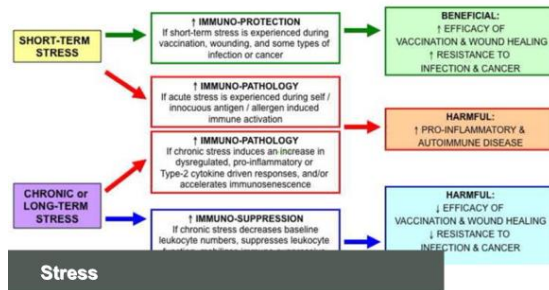 SHORT-TERM
STRESS
↑ IMMUNO-PROTECTION
If short-term stress is experienced during
vaccination, wounding, and some types of
infection or cancer
BENEFICIAL:
↑ EFFICACY OF
VACCINATION & WOUND HEALING
↑ RESISTANCE TO
INFECTION & CANCER
↑ IMMUNO-PATHOLOGY
If acute stress is experienced during self /
innocuous antigen / allergen induced
immune activation
↑ IMMUNO-PATHOLOGY
If chronic stress induces an increase in
dysregulated, pro-inflammatory or
Type-2 cytokine driven responses, and/or
accelerates immunosenescence
HARMFUL:
↑ PRO-INFLAMMATORY &
AUTOIMMUNE DISEASE
CHRONIC or
LONG-TERM
STRESS
↑ IMMUNO-SUPPRESSION
If chronic stress decreases baseline
leukocyte numbers, suppresses leukocyte
HARMFUL:
↓ EFFICACY OF
VACCINATION & WOUND HEALING
↓ RESISTANCE TO
INFECTION & CANCER
Stress